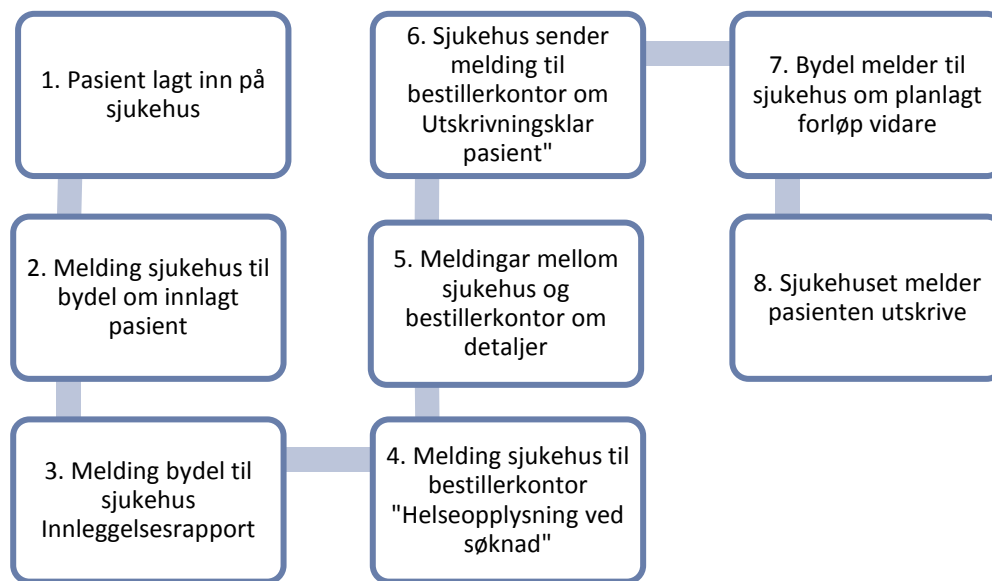 1. Pasient lagt inn på
sjukehus
2. Melding sjukehus til
bydel om innlagt
pasient
3. Melding bydel til
sjukehus
Innleggelsesrapport
4. Melding sjukehus til
bestillerkontor
"Helseopplysning ved
søknad"
5. Meldingar mellom
sjukehus og
bestillerkontor om
detaljer
6. Sjukehus sender
melding til
bestillerkontor om
Utskrivningsklar
pasient"
7. Bydel melder til
sjukehus om planlagt
forløp vidare
8. Sjukehuset melder
pasienten utskrive